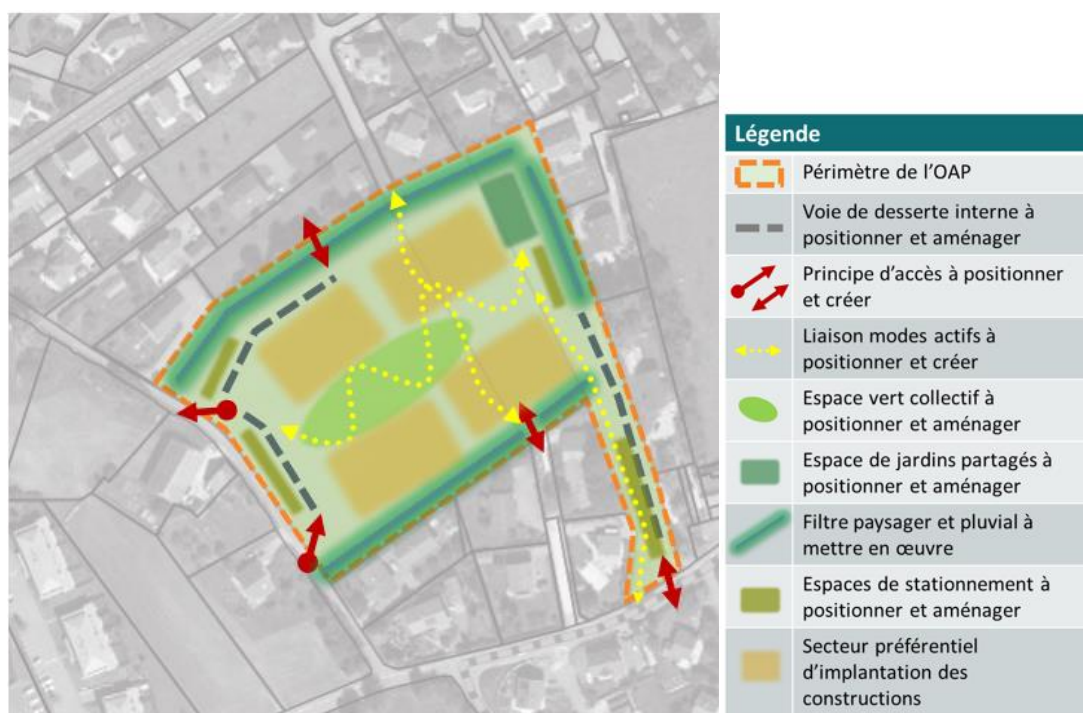 Légende
Périmètre de l'OAP
Voie de desserte interne à
positionner et aménager
Principe d'accès à positionner
et créer
Liaison modes actifs à
positionner et créer
Espace vert collectif à
positionner et aménager
Espace de jardins partagés à
positionner et aménager
Filtre paysager et pluvial à
mettre en œuvre
Espaces de stationnement à
positionner et aménager
Secteur préférentiel
d'implantation des
constructions